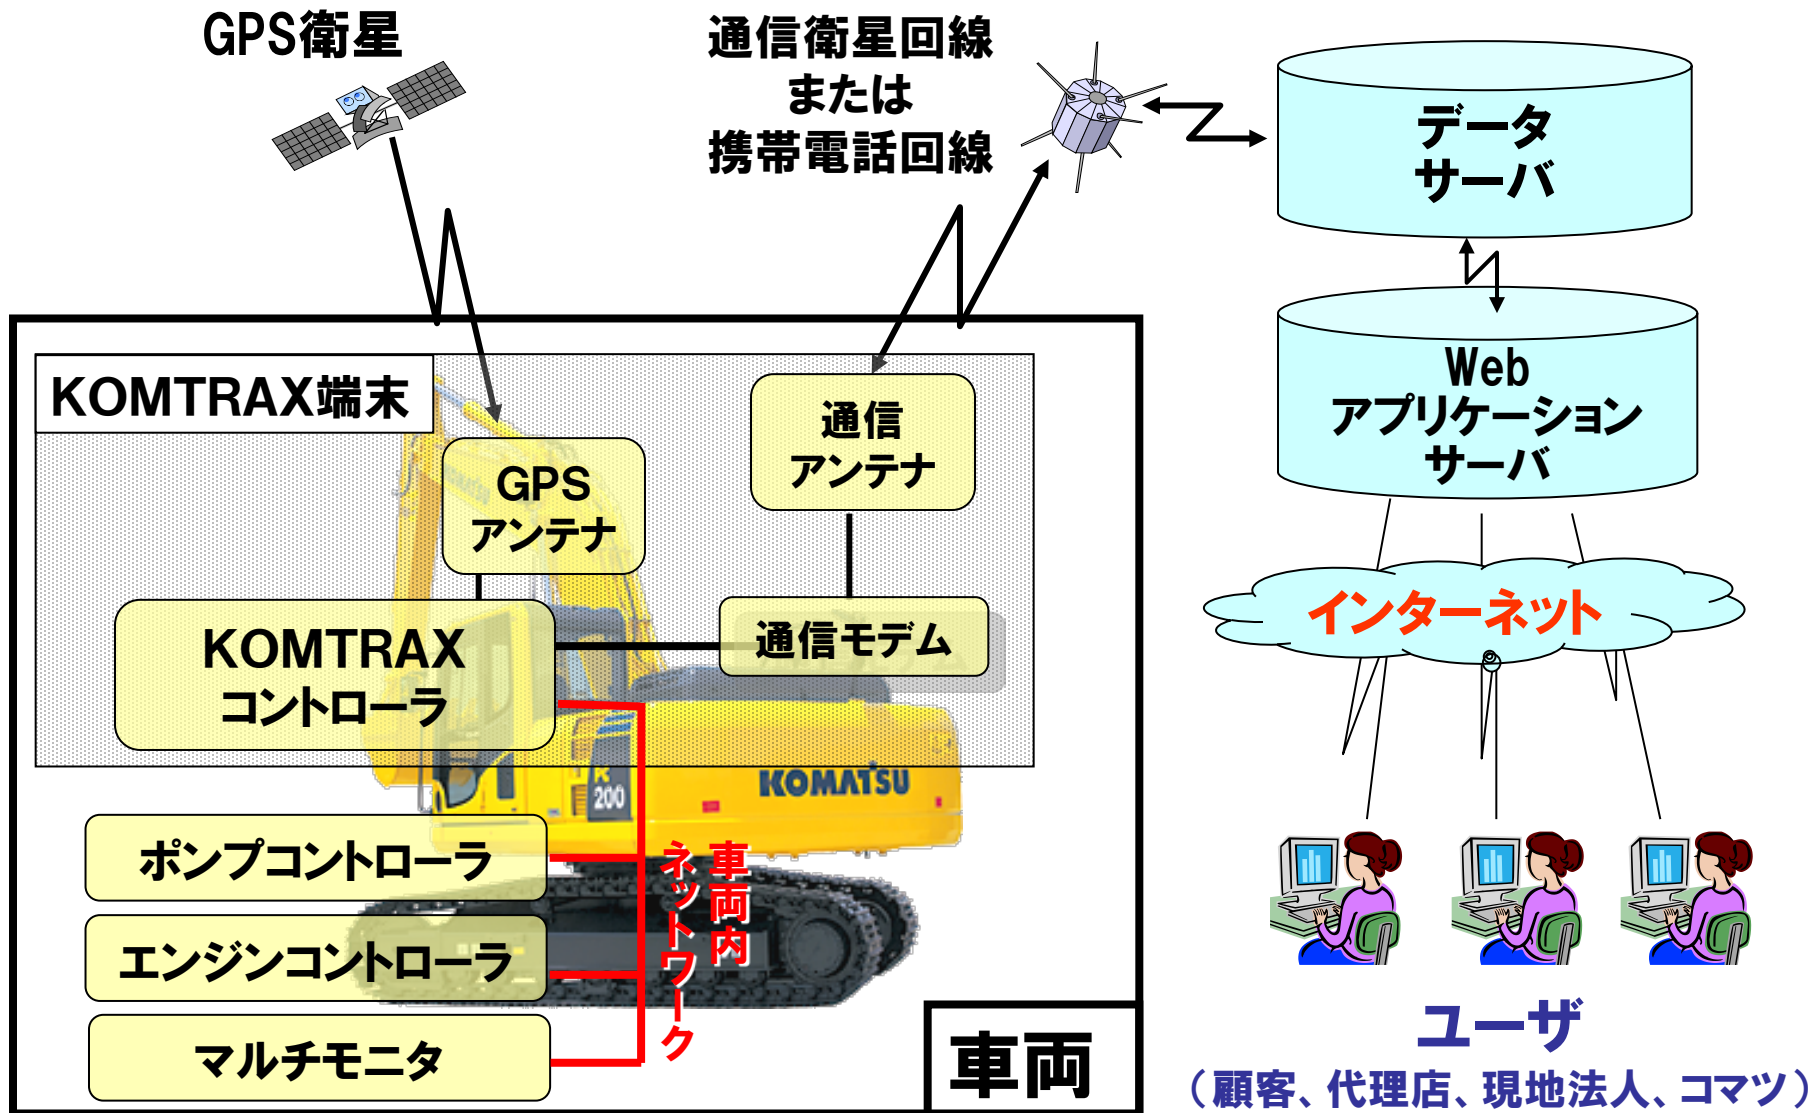 GPS衛星
通信衛星回線
または
携帯電話回線
データ
サーバ
Web
アプリケーション
サーバ
KOMTRAX端末
通信
アンテナ
GPS
アンテナ
KOMTRAX
コントローラ
通信モデム
インターネット
KOMATSU
PC
200
ポンプコントローラ
エンジンコントローラ
マルチモニタ
車両内
ネットワーク
車両
ユーザ
（顧客、代理店、現地法人、コマツ）